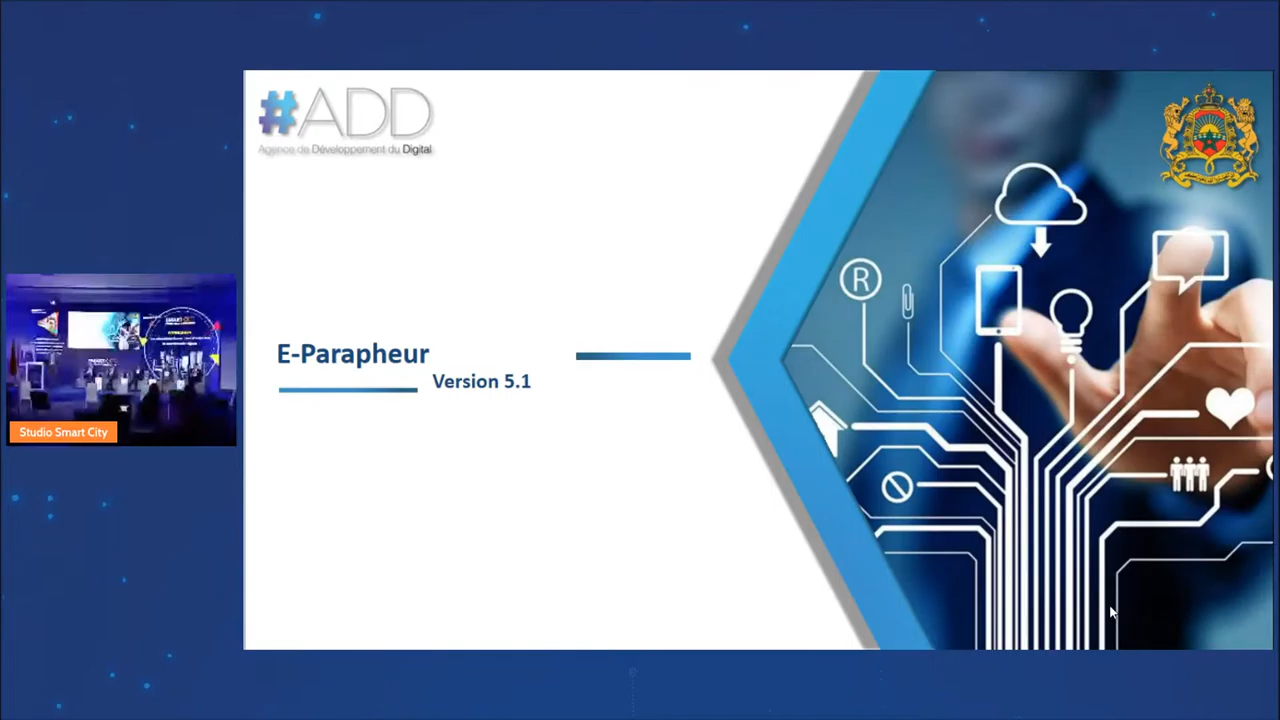 #ADD
Agence de Développement du Digital
E-Parapheur
Version 5.1
R
Studio Smart City